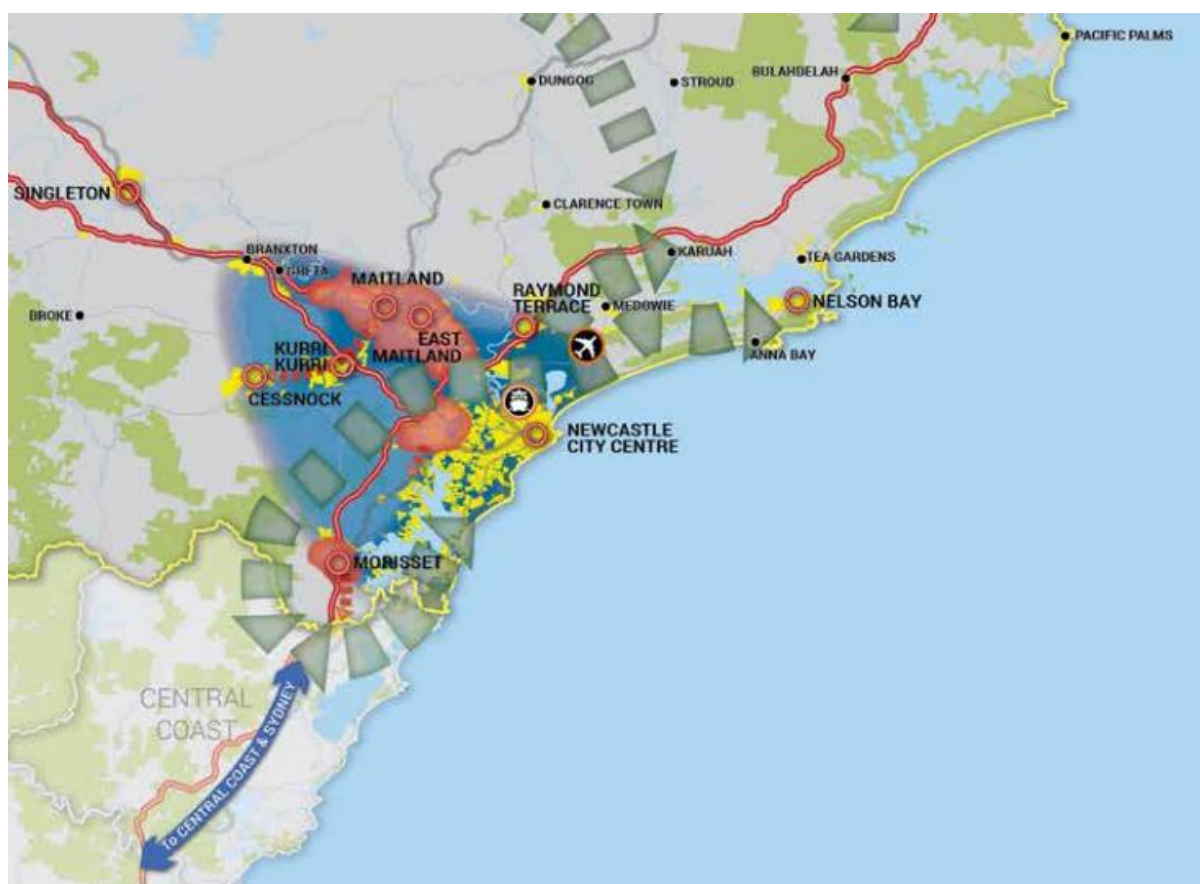 PACIFIC PALMS
DUNGOG
STROUD
BULAHDELAH
SINGLETON
CLARENCE TOWN
BRANXTON
GRETA
KARUAH
TEA GARDENS
MAITLAND
RAYMOND
TERRACE
MEDOWIE
NELSON BAY
BROKE
EAST
MAITLAND
ANNA BAY
KURRI
KURRI
CESSNOCK
NEWCASTLE
CITY CENTRE
MORISSET
CENTRAL
COAST
To CENTRAL COAST & SYDNEY